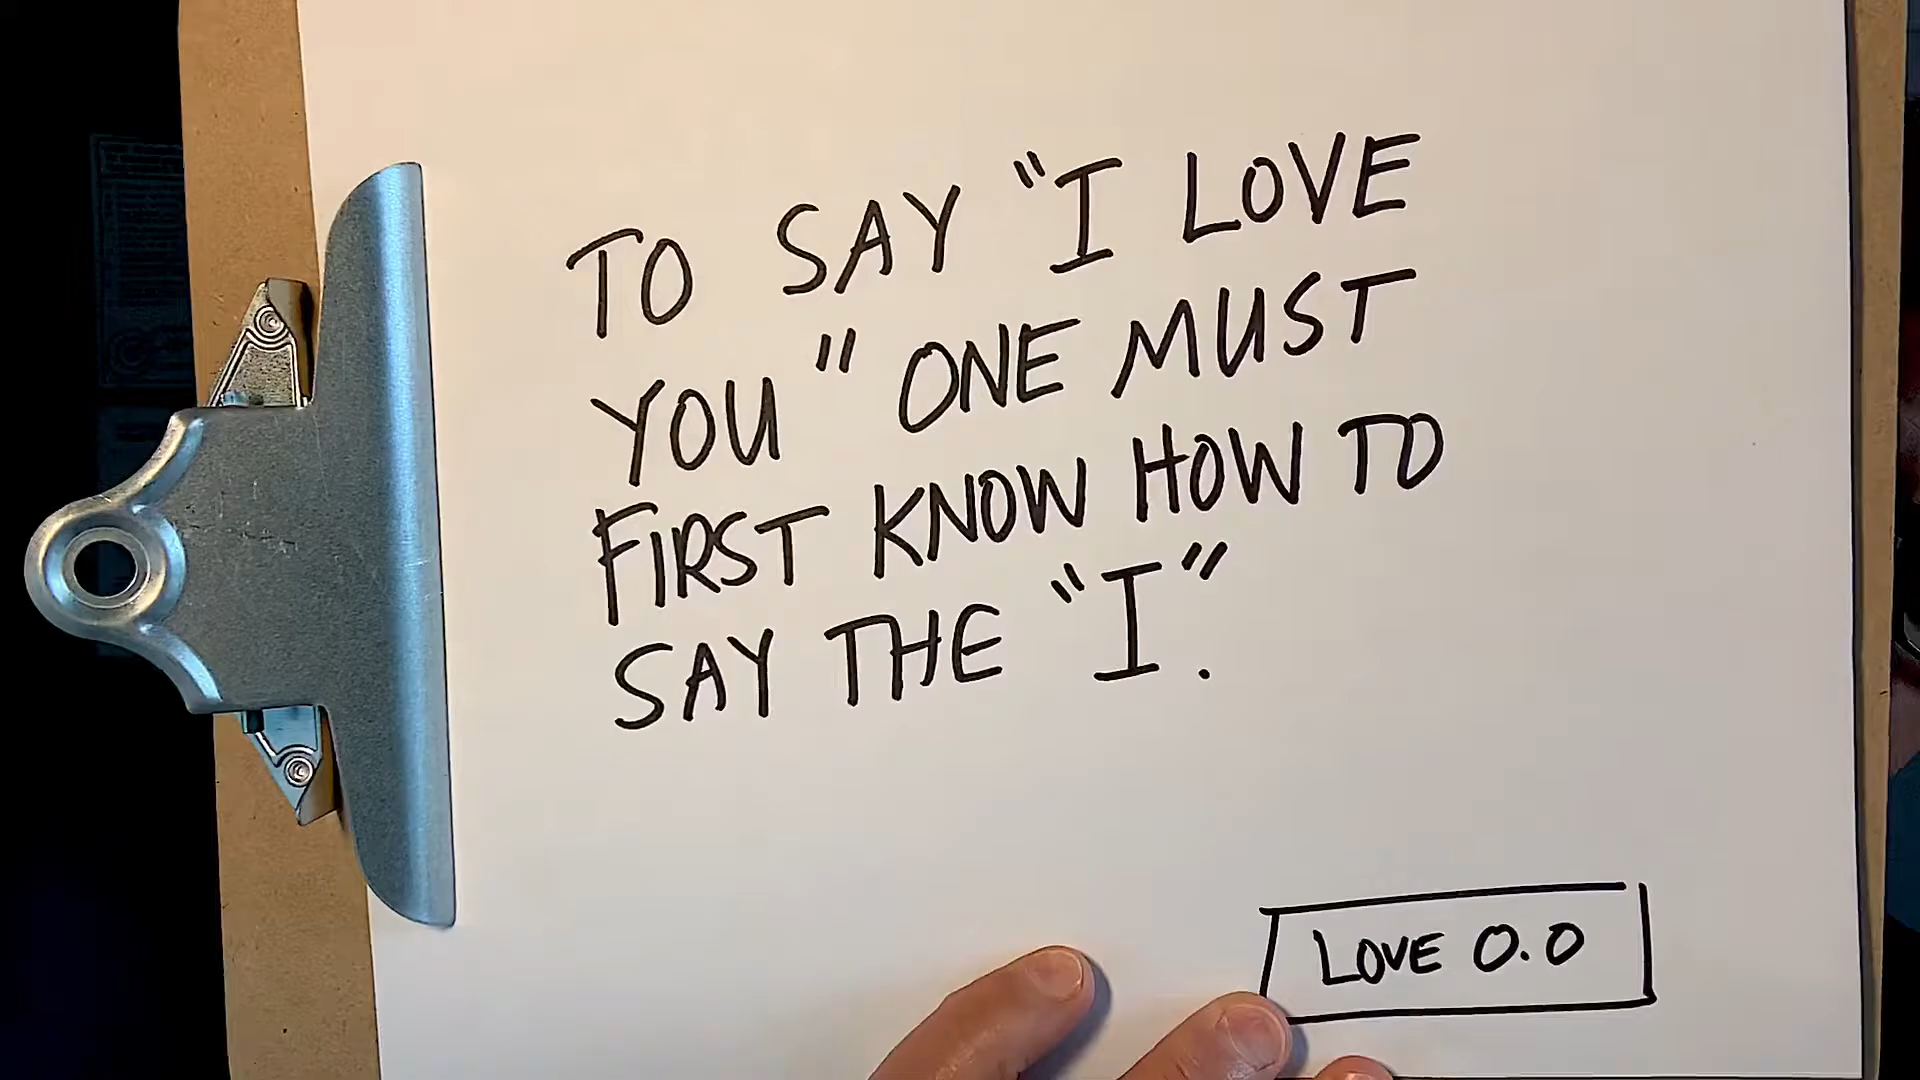 TO SAY "I LOVE
YOU" ONE MUST
FIRST KNOW HOW TO
SAY THE "I".
LOVE 0.0